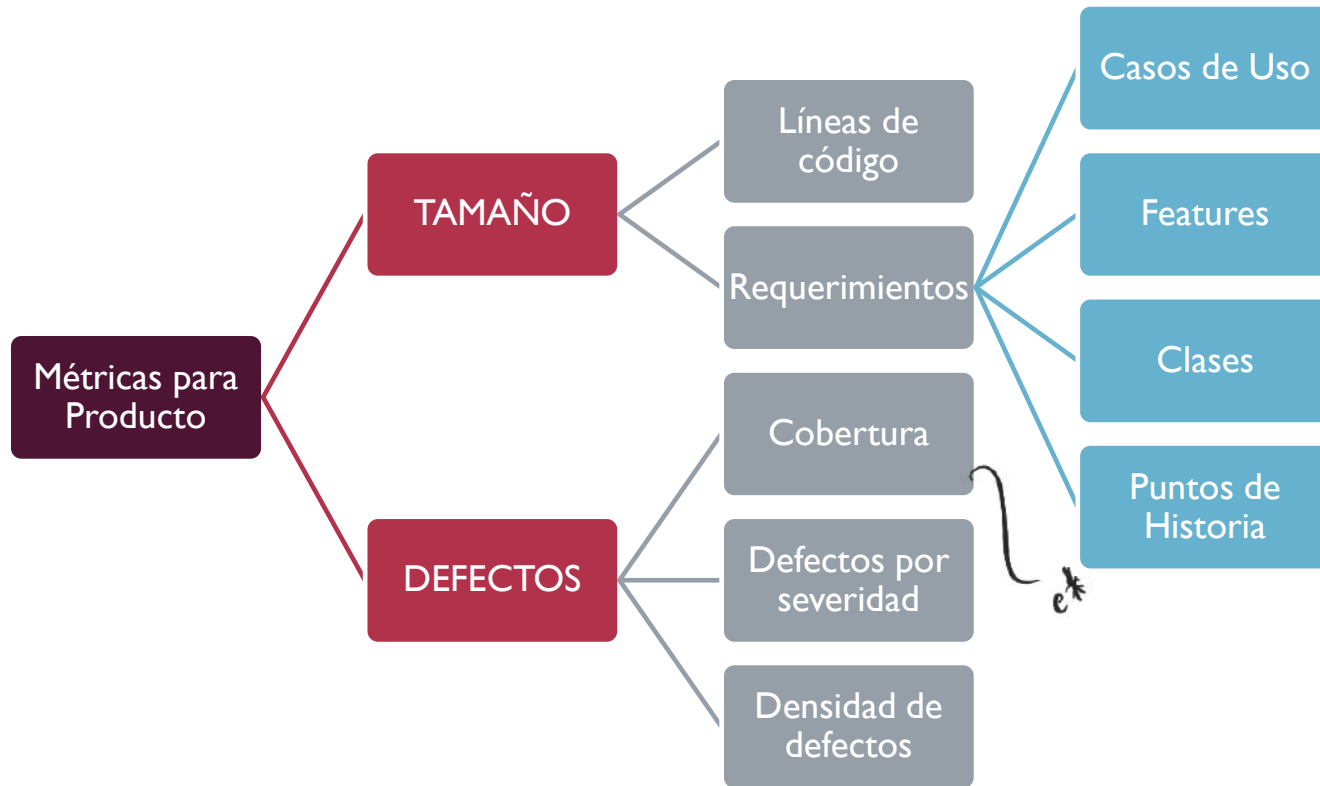 Métricas para
Producto
TAMAÑO
DEFECTOS
Líneas de
código
Requerimientos
Cobertura
Defectos por
severidad
Densidad de
defectos
Casos de Uso
Features
Clases
Puntos de
Historia
e*